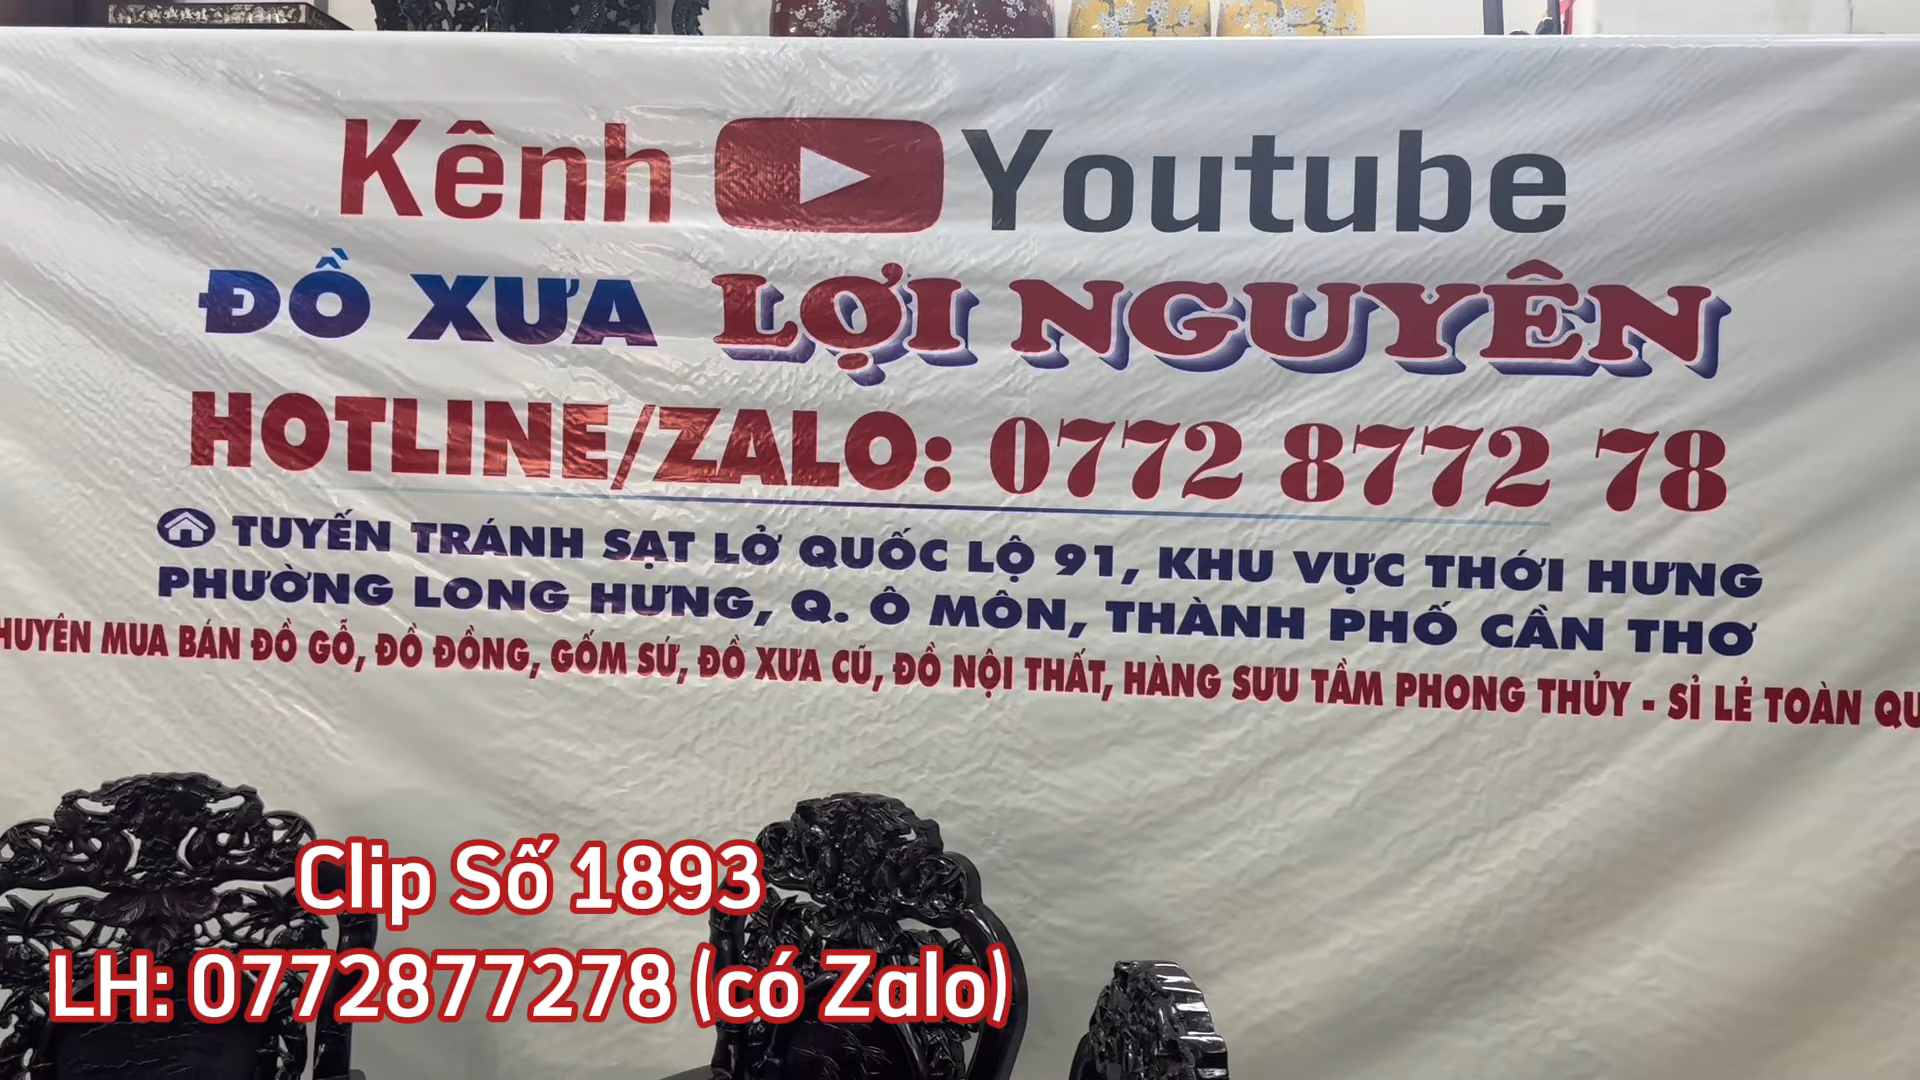 Kênh Youtube
ĐỒ XƯA LỢI NGUYÊN
HOTLINE/ZALO: 0772 8772 78
TUYẾN TRÁNH SẠT LỞ QUỐC LỘ 91, KHU VỰC THỚI HƯNG
PHƯỜNG LONG HƯNG, Q. Ô MÔN, THÀNH PHỐ CẦN THƠ
HUYÊN MUA BÁN ĐỒ GỖ, ĐỒ ĐỒNG, GỐM SỨ, ĐỒ XƯA CŨ, ĐỒ NỘI THẤT, HÀNG SƯU TẦM PHONG THỦY - SỈ LẺ TOÀN QU
Clip Số 1893
LH: 0772877278 (có Zalo)